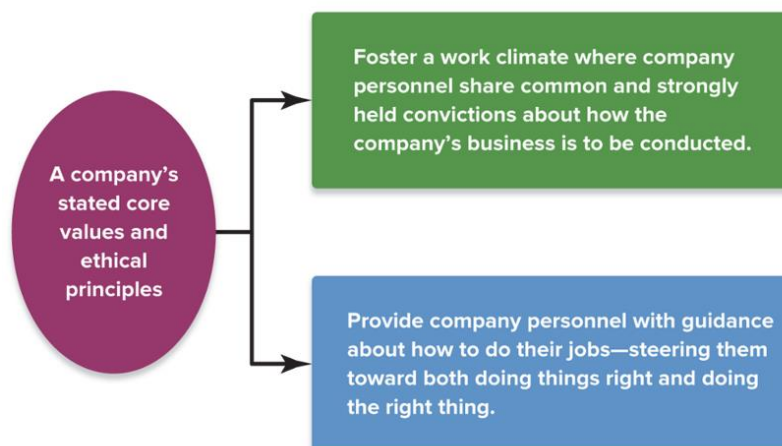 A company's
stated core
values and
ethical
principles
Foster a work climate where company
personnel share common and strongly
held convictions about how the
company's business is to be conducted.
Provide company personnel with guidance
about how to do their jobs—steering them
toward both doing things right and doing
the right thing.